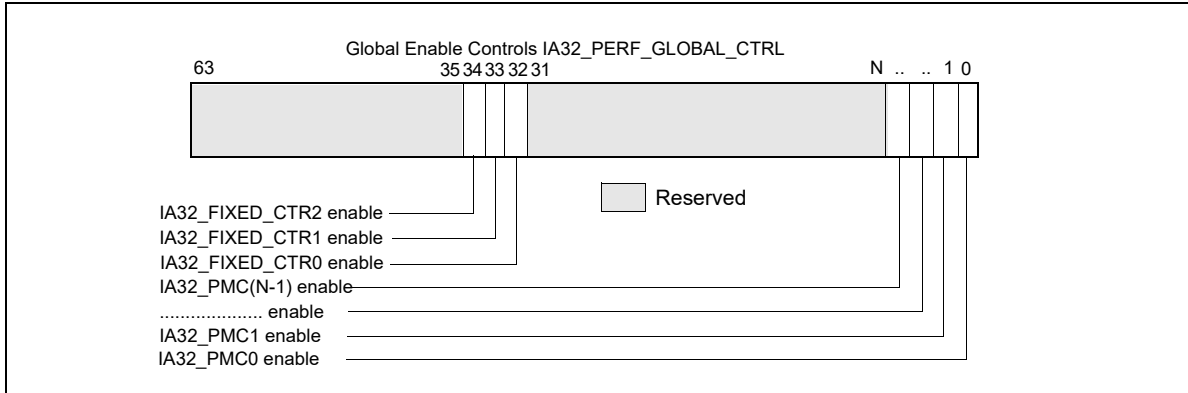 Global Enable Controls IA32_PERF_GLOBAL_CTRL
63 35 34 33 32 31 N .. .. 1 0
Reserved
IA32_FIXED_CTR2 enable
IA32_FIXED_CTR1 enable
IA32_FIXED_CTR0 enable
IA32_PMC(N-1) enable
.................... enable
IA32_PMC1 enable
IA32_PMC0 enable